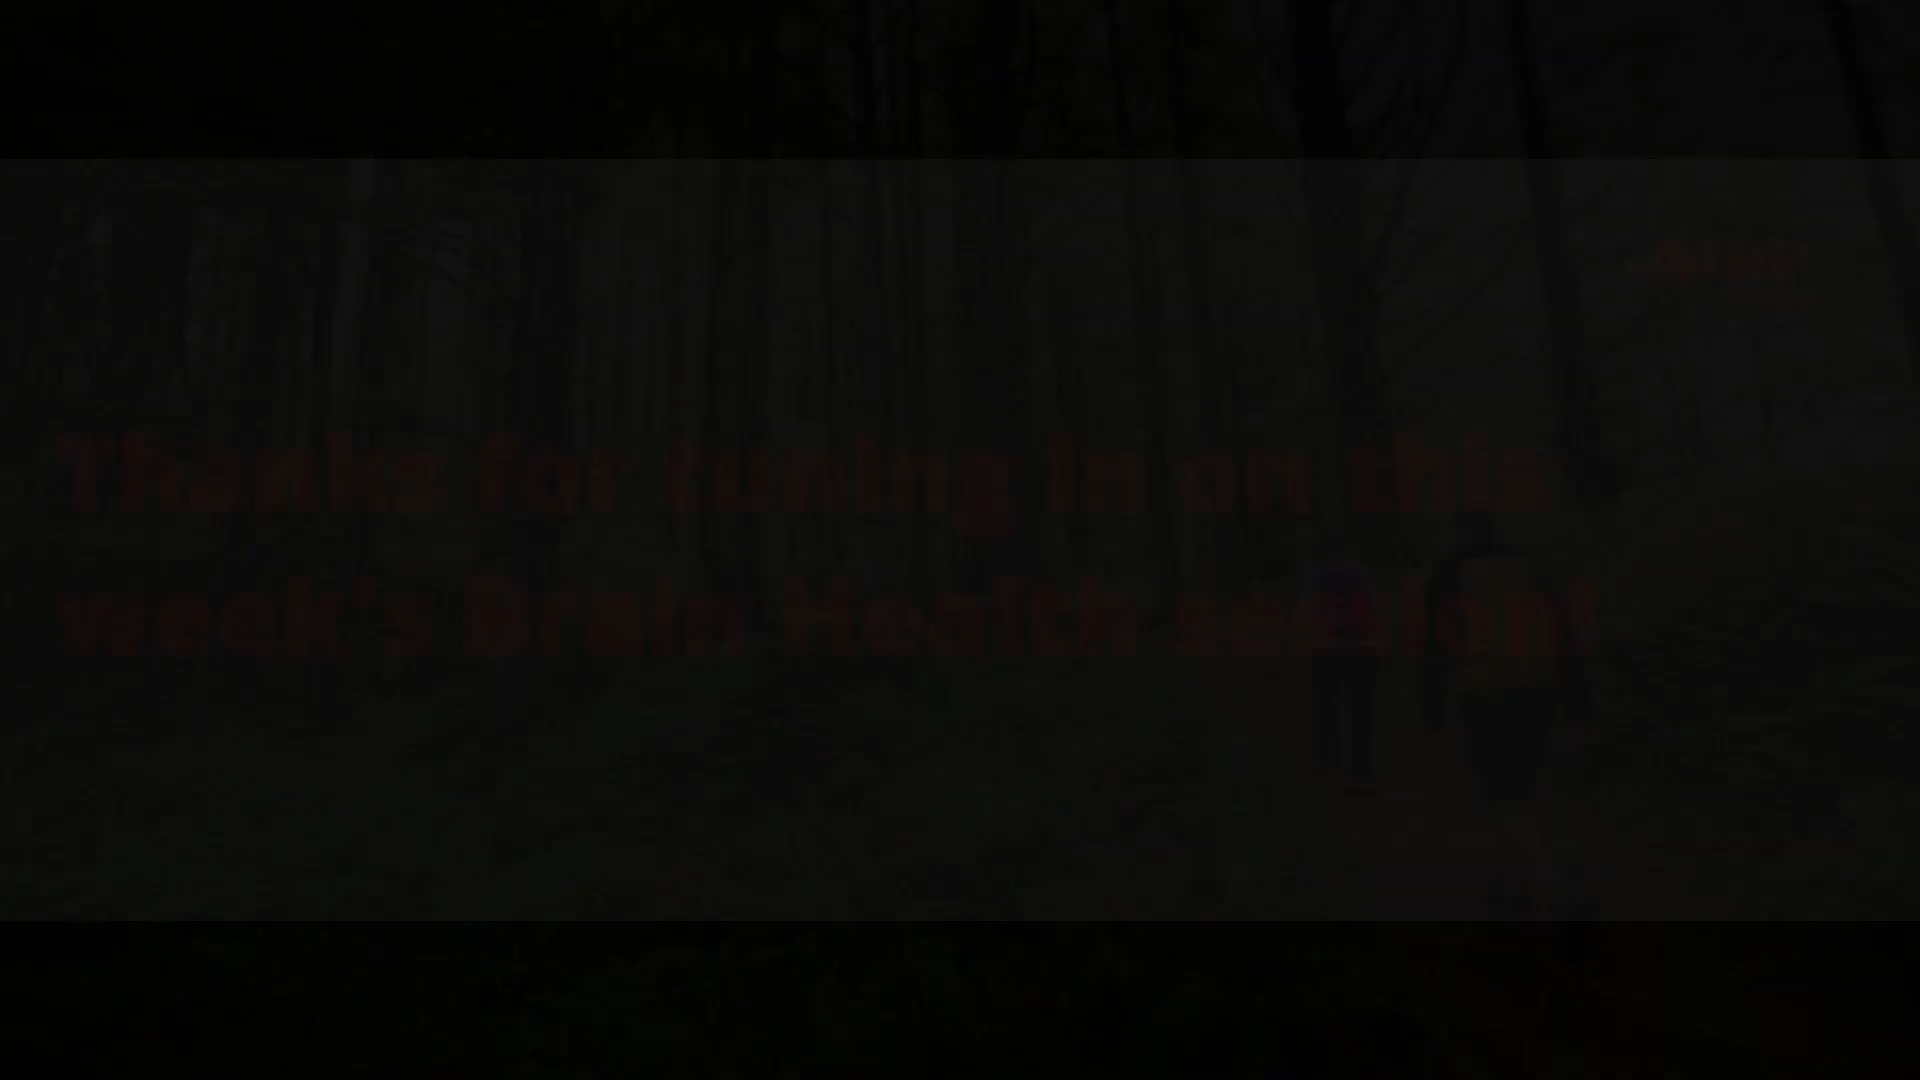 Thanks for tuning in on this
week's Brain Health session!